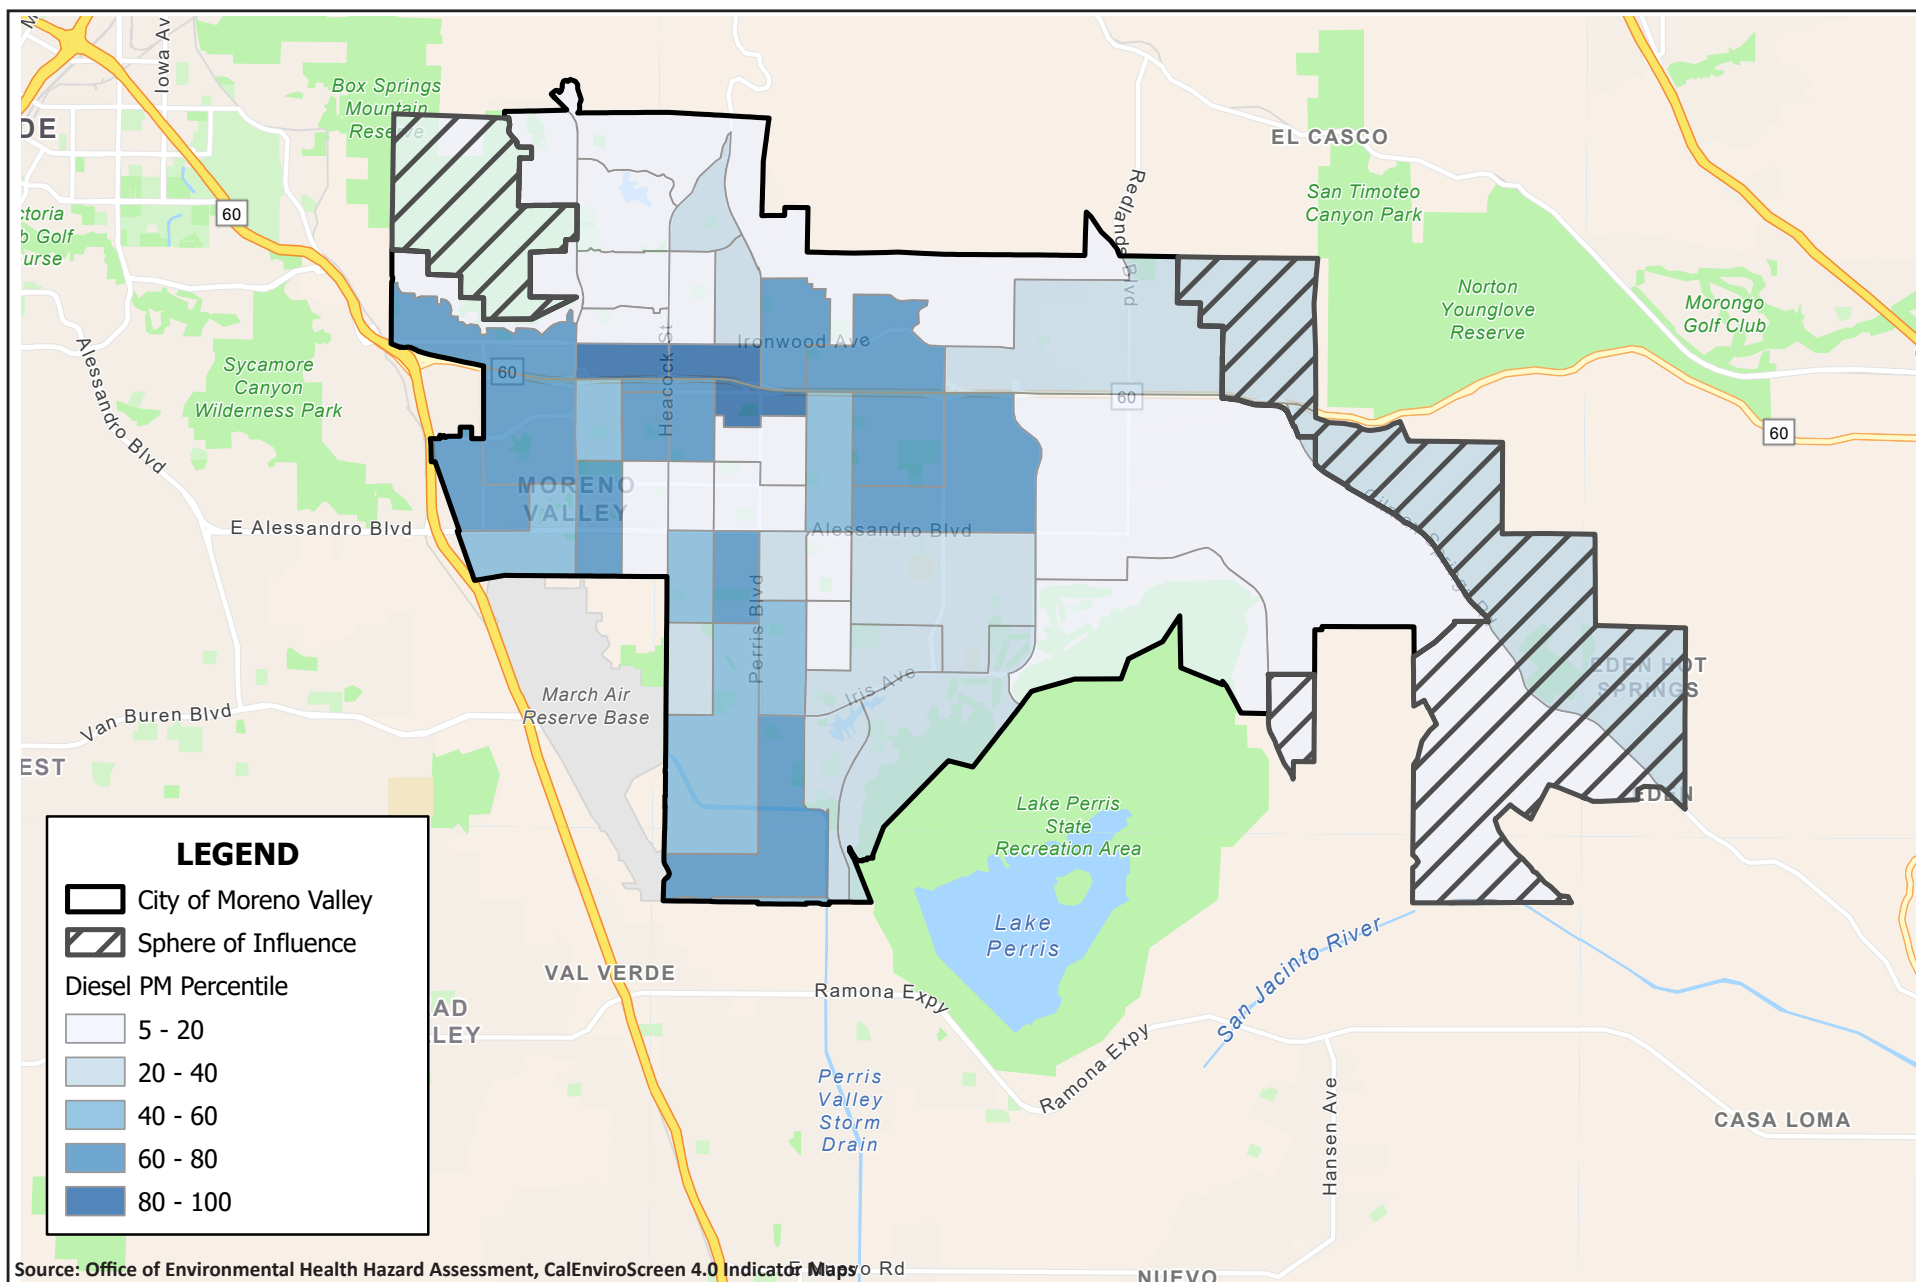 Iowa Av
Box Springs
Mountain
Reserve
DE
60
ctoria
b Golf
urse
EL CASCO
San Timoteo
Canyon Park
Redlands Blvd
Norton
Younglove
Reserve
Morongo
Golf Club
Alessandro Blvd
Sycamore
Canyon
Wilderness Park
60
Heacock St
Ironwood Ave
60
60
MORENO
VALLEY
E Alessandro Blvd
Alessandro Blvd
Gilman Springs Rd
Perris Blvd
Iris Ave
EDEN HOT
SPRINGS
EDEN
March Air
Reserve Base
Van Buren Blvd
EST
Lake Perris
State
Recreation Area
Lake
Perris
San Jacinto River
VAL VERDE
Ramona Expy
AD
LEY
Ramona Expy
Perris
Valley
Storm
Drain
Hansen Ave
CASA LOMA
NUEVO
LEGEND
City of Moreno Valley
Sphere of Influence
Diesel PM Percentile
5 - 20
20 - 40
40 - 60
60 - 80
80 - 100
Source: Office of Environmental Health Hazard Assessment, CalEnviroScreen 4.0 Indicator Maps
E Nuevo Rd